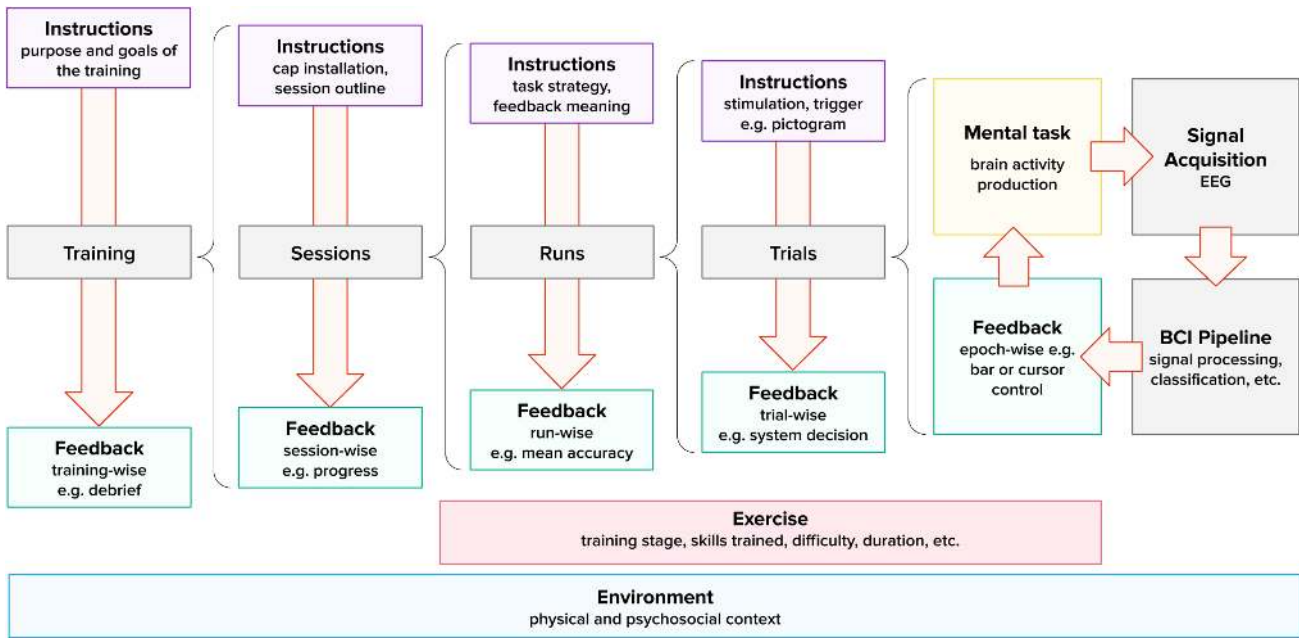 Instructions
purpose and goals of
the training
Training
Feedback
training-wise
e.g. debrief
Instructions
cap installation,
session outline
Sessions
Feedback
session-wise
e.g. progress
Instructions
task strategy,
feedback meaning
Runs
Feedback
run-wise
e.g. mean accuracy
Instructions
stimulation, trigger
e.g. pictogram
Trials
Feedback
trial-wise
e.g. system decision
Mental task
brain activity
production
Signal
Acquisition
EEG
Feedback
epoch-wise e.g.
bar or cursor
control
BCI Pipeline
signal processing,
classification, etc.
Exercise
training stage, skills trained, difficulty, duration, etc.
Environment
physical and psychosocial context